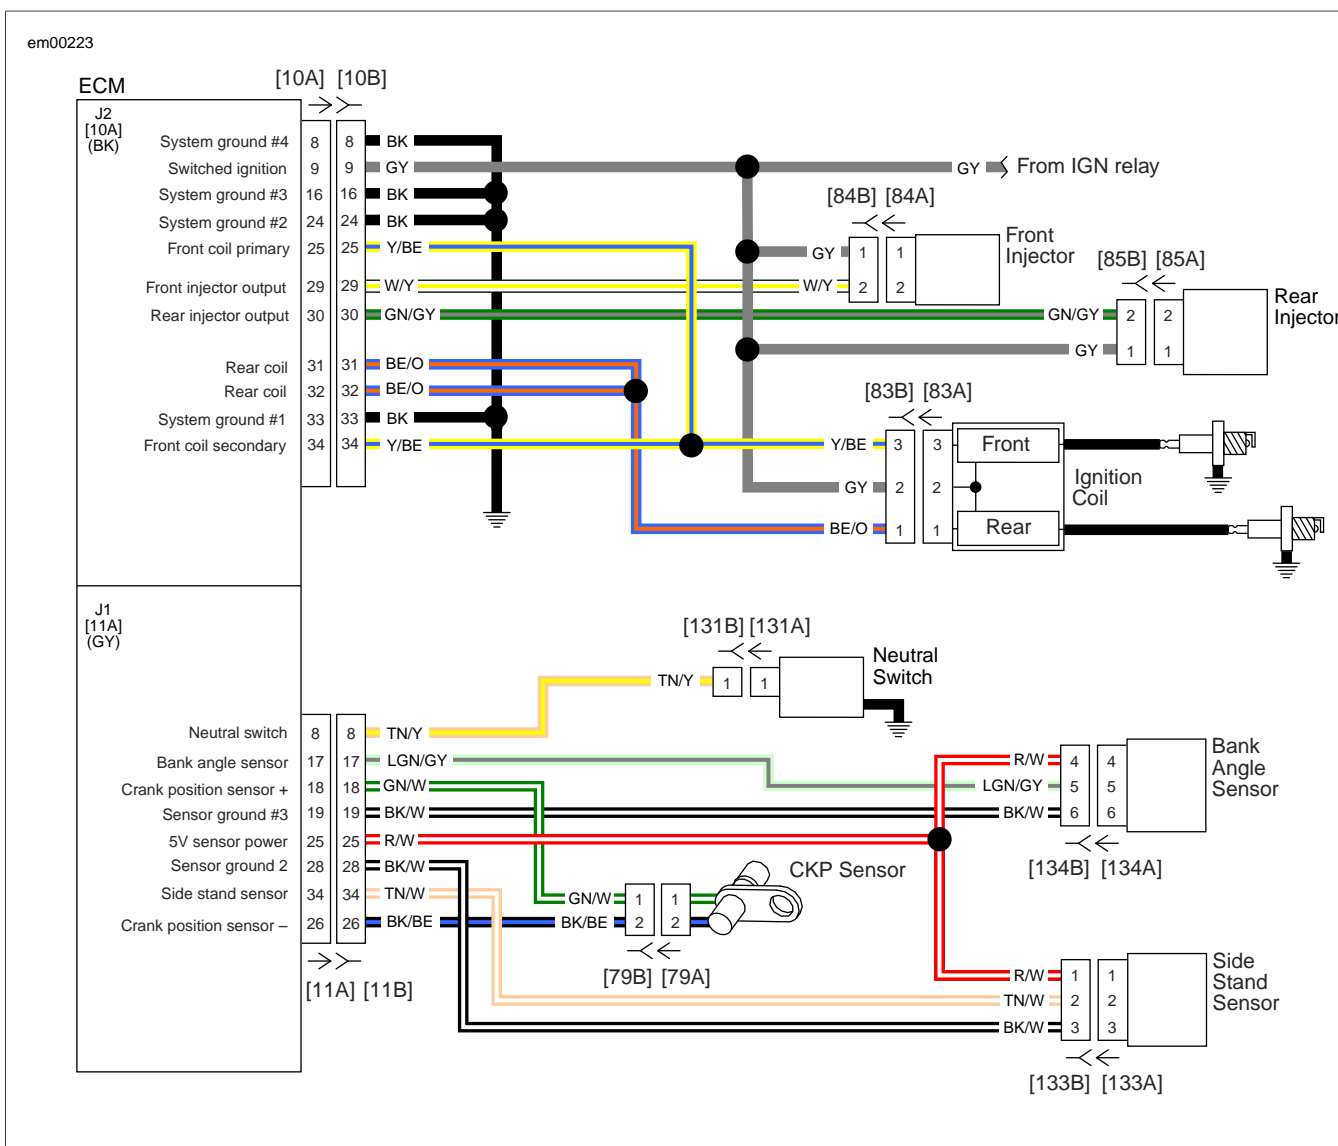 em00223
ECM
[10A] [10B]
J2
[10A]
(BK)
System ground #4 8 8 BK
Switched ignition 9 9 GY GY From IGN relay
System ground #3 16 16 BK
System ground #2 24 24 BK
Front coil primary 25 25 Y/BE
Front injector output 29 29 W/Y W/Y
Rear injector output 30 30 GN/GY GN/GY
Rear coil 31 31 BE/O
Rear coil 32 32 BE/O
System ground #1 33 33 BK
Front coil secondary 34 34 Y/BE Y/BE
[84B] [84A]
GY 1 1
2 2
Front
Injector
[85B] [85A]
2 2
GY 1 1
Rear
Injector
[83B] [83A]
3 3 Front
GY 2 2
BE/O 1 1 Rear
Ignition
Coil
J1
[11A]
(GY)
[131B] [131A]
TN/Y 1 1
Neutral
Switch
Neutral switch 8 8 TN/Y
Bank angle sensor 17 17 LGN/GY
Crank position sensor + 18 18 GN/W
Sensor ground #3 19 19 BK/W
5V sensor power 25 25 R/W
Sensor ground 2 28 28 BK/W
Side stand sensor 34 34 TN/W
Crank position sensor – 26 26 BK/BE
[11A] [11B]
R/W 4 4
LGN/GY 5 5
BK/W 6 6
Bank
Angle
Sensor
[134B] [134A]
CKP Sensor
GN/W 1 1
BK/BE 2 2
[79B] [79A]
R/W 1 1
TN/W 2 2
BK/W 3 3
Side
Stand
Sensor
[133B] [133A]